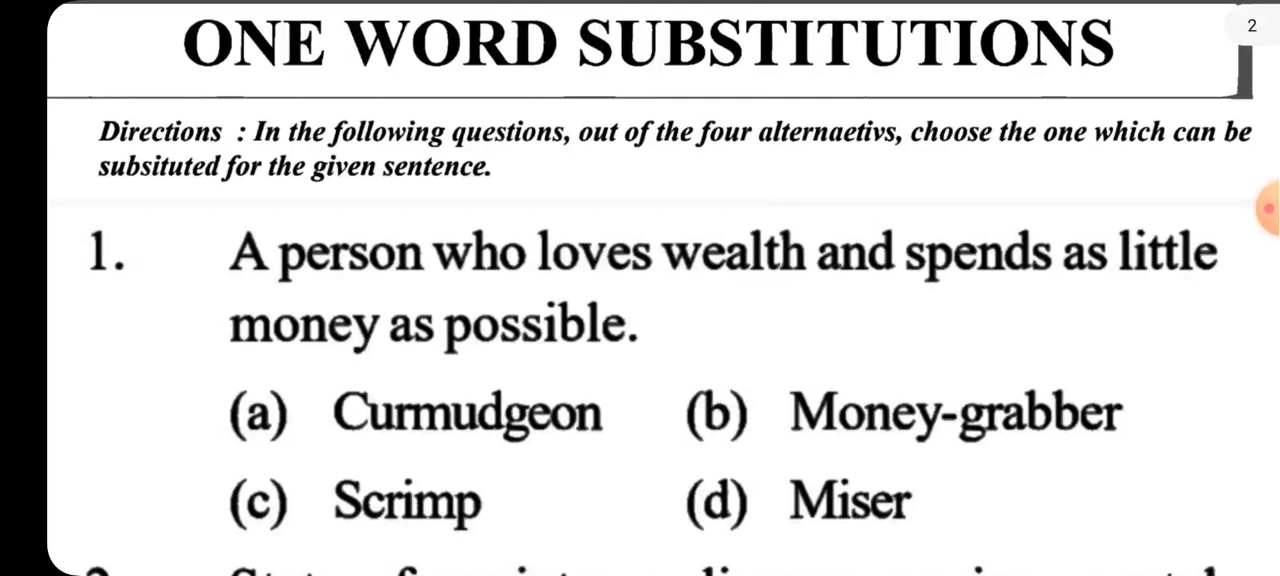 ONE WORD SUBSTITUTIONS
2
Directions : In the following questions, out of the four alternaetivs, choose the one which can be
subsituted for the given sentence.
1. A person who loves wealth and spends as little
money as possible.
(a) Curmudgeon (b) Money-grabber
(c) Scrimp (d) Miser